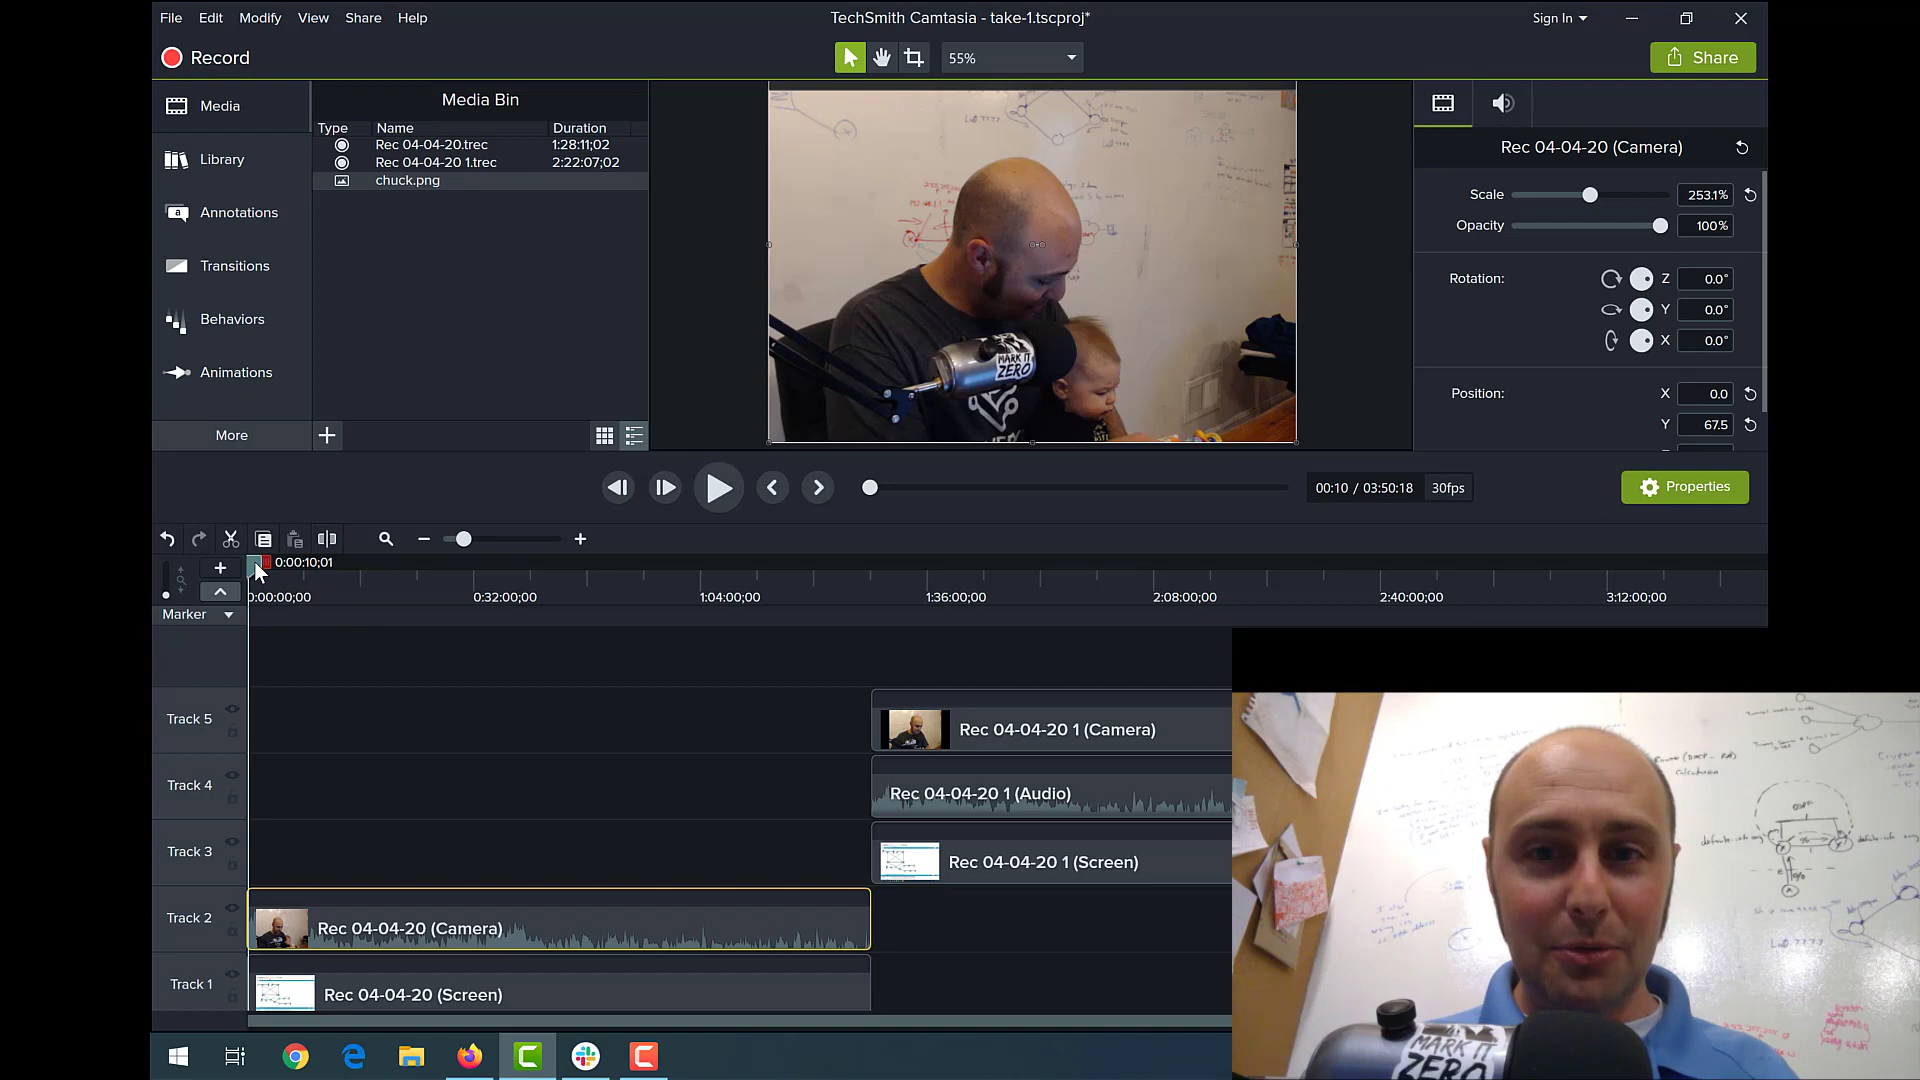 File Edit Modify View Share Help
TechSmith Camtasia - take-1.tscproj*
Sign In
Record
55%
Share
Media
Library
Annotations
Transitions
Behaviors
Animations
More
Media Bin
Type Name Duration
Rec 04-04-20.trec 1:28:11;02
Rec 04-04-20 1.trec 2:22:07;02
chuck.png
MARK IT
ZERO
Rec 04-04-20 (Camera)
Scale 253.1%
Opacity 100%
Rotation: Z 0.0°
Y 0.0°
X 0.0°
Position: X 0.0
Y 67.5
00:10 / 03:50:18 30fps
Properties
0:00:10;01
0:00:00;00 0:32:00;00 1:04:00;00 1:36:00;00 2:08:00;00 2:40:00;00 3:12:00;00
Marker
Track 5
Rec 04-04-20 1 (Camera)
Track 4
Rec 04-04-20 1 (Audio)
Track 3
Rec 04-04-20 1 (Screen)
Track 2
Rec 04-04-20 (Camera)
Track 1
Rec 04-04-20 (Screen)
MARK IT
ZERO